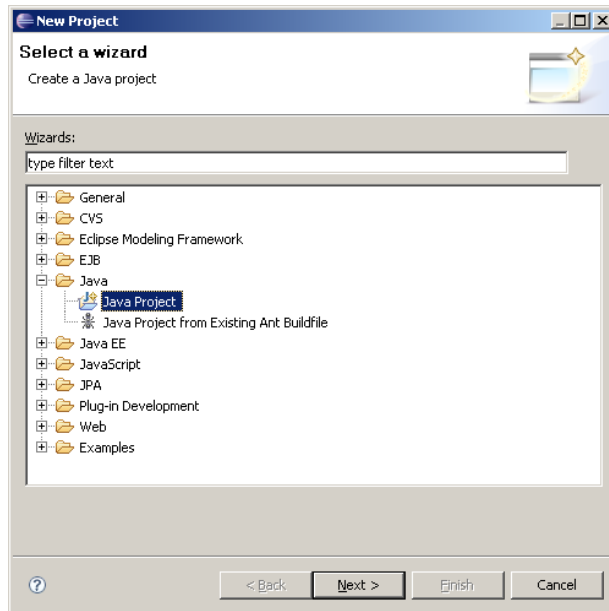 New Project
Select a wizard
Create a Java project
Wizards:
type filter text
General
CVS
Eclipse Modeling Framework
EJB
Java
Java Project
Java Project from Existing Ant Buildfile
Java EE
JavaScript
JPA
Plug-in Development
Web
Examples
? < Back Next > Finish Cancel